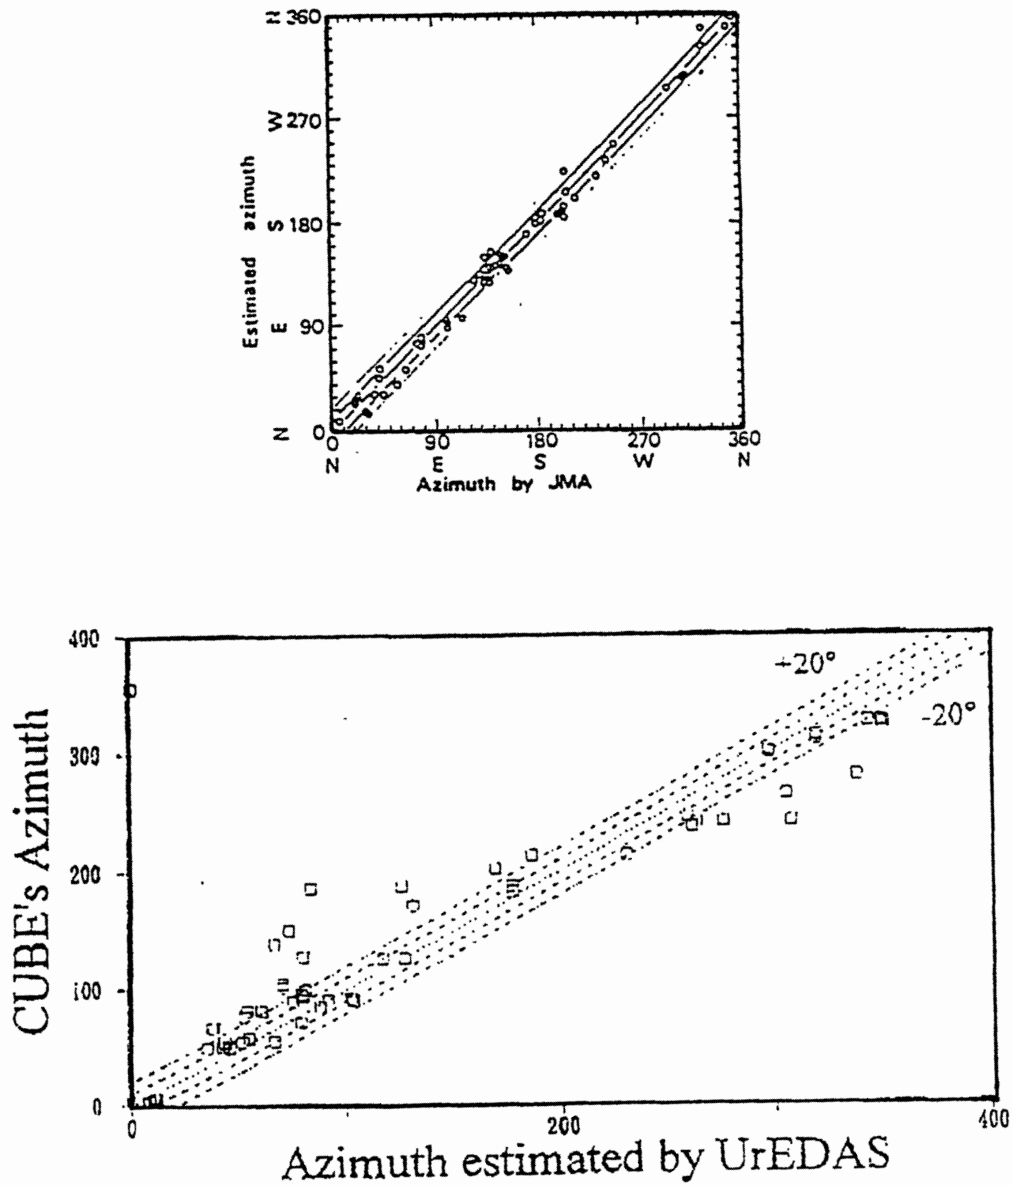 N 360
W 270
S 180
E 90
N 0
Estimated azimuth
0 90 180 270 360
N E S W N
Azimuth by JMA
400
+20°
-20°
300
200
100
0
CUBE's Azimuth
0 200 400
Azimuth estimated by UrEDAS